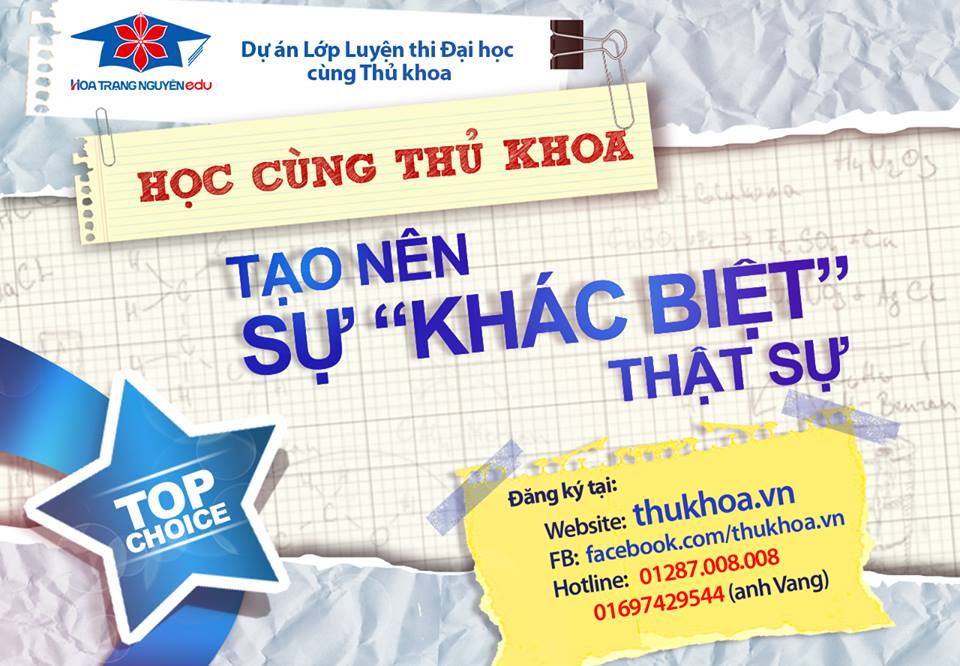 HOA TRẠNG NGUYÊN edu
Dự án Lớp Luyện thi Đại học
cùng Thủ khoa
HỌC CÙNG THỦ KHOA
TẠO NÊN
SỰ “KHÁC BIỆT”
THẬT SỰ
TOP
CHOICE
Đăng ký tại:
Website: thukhoa.vn
FB: facebook.com/thukhoa.vn
Hotline: 01287.008.008
01697429544 (anh Vang)